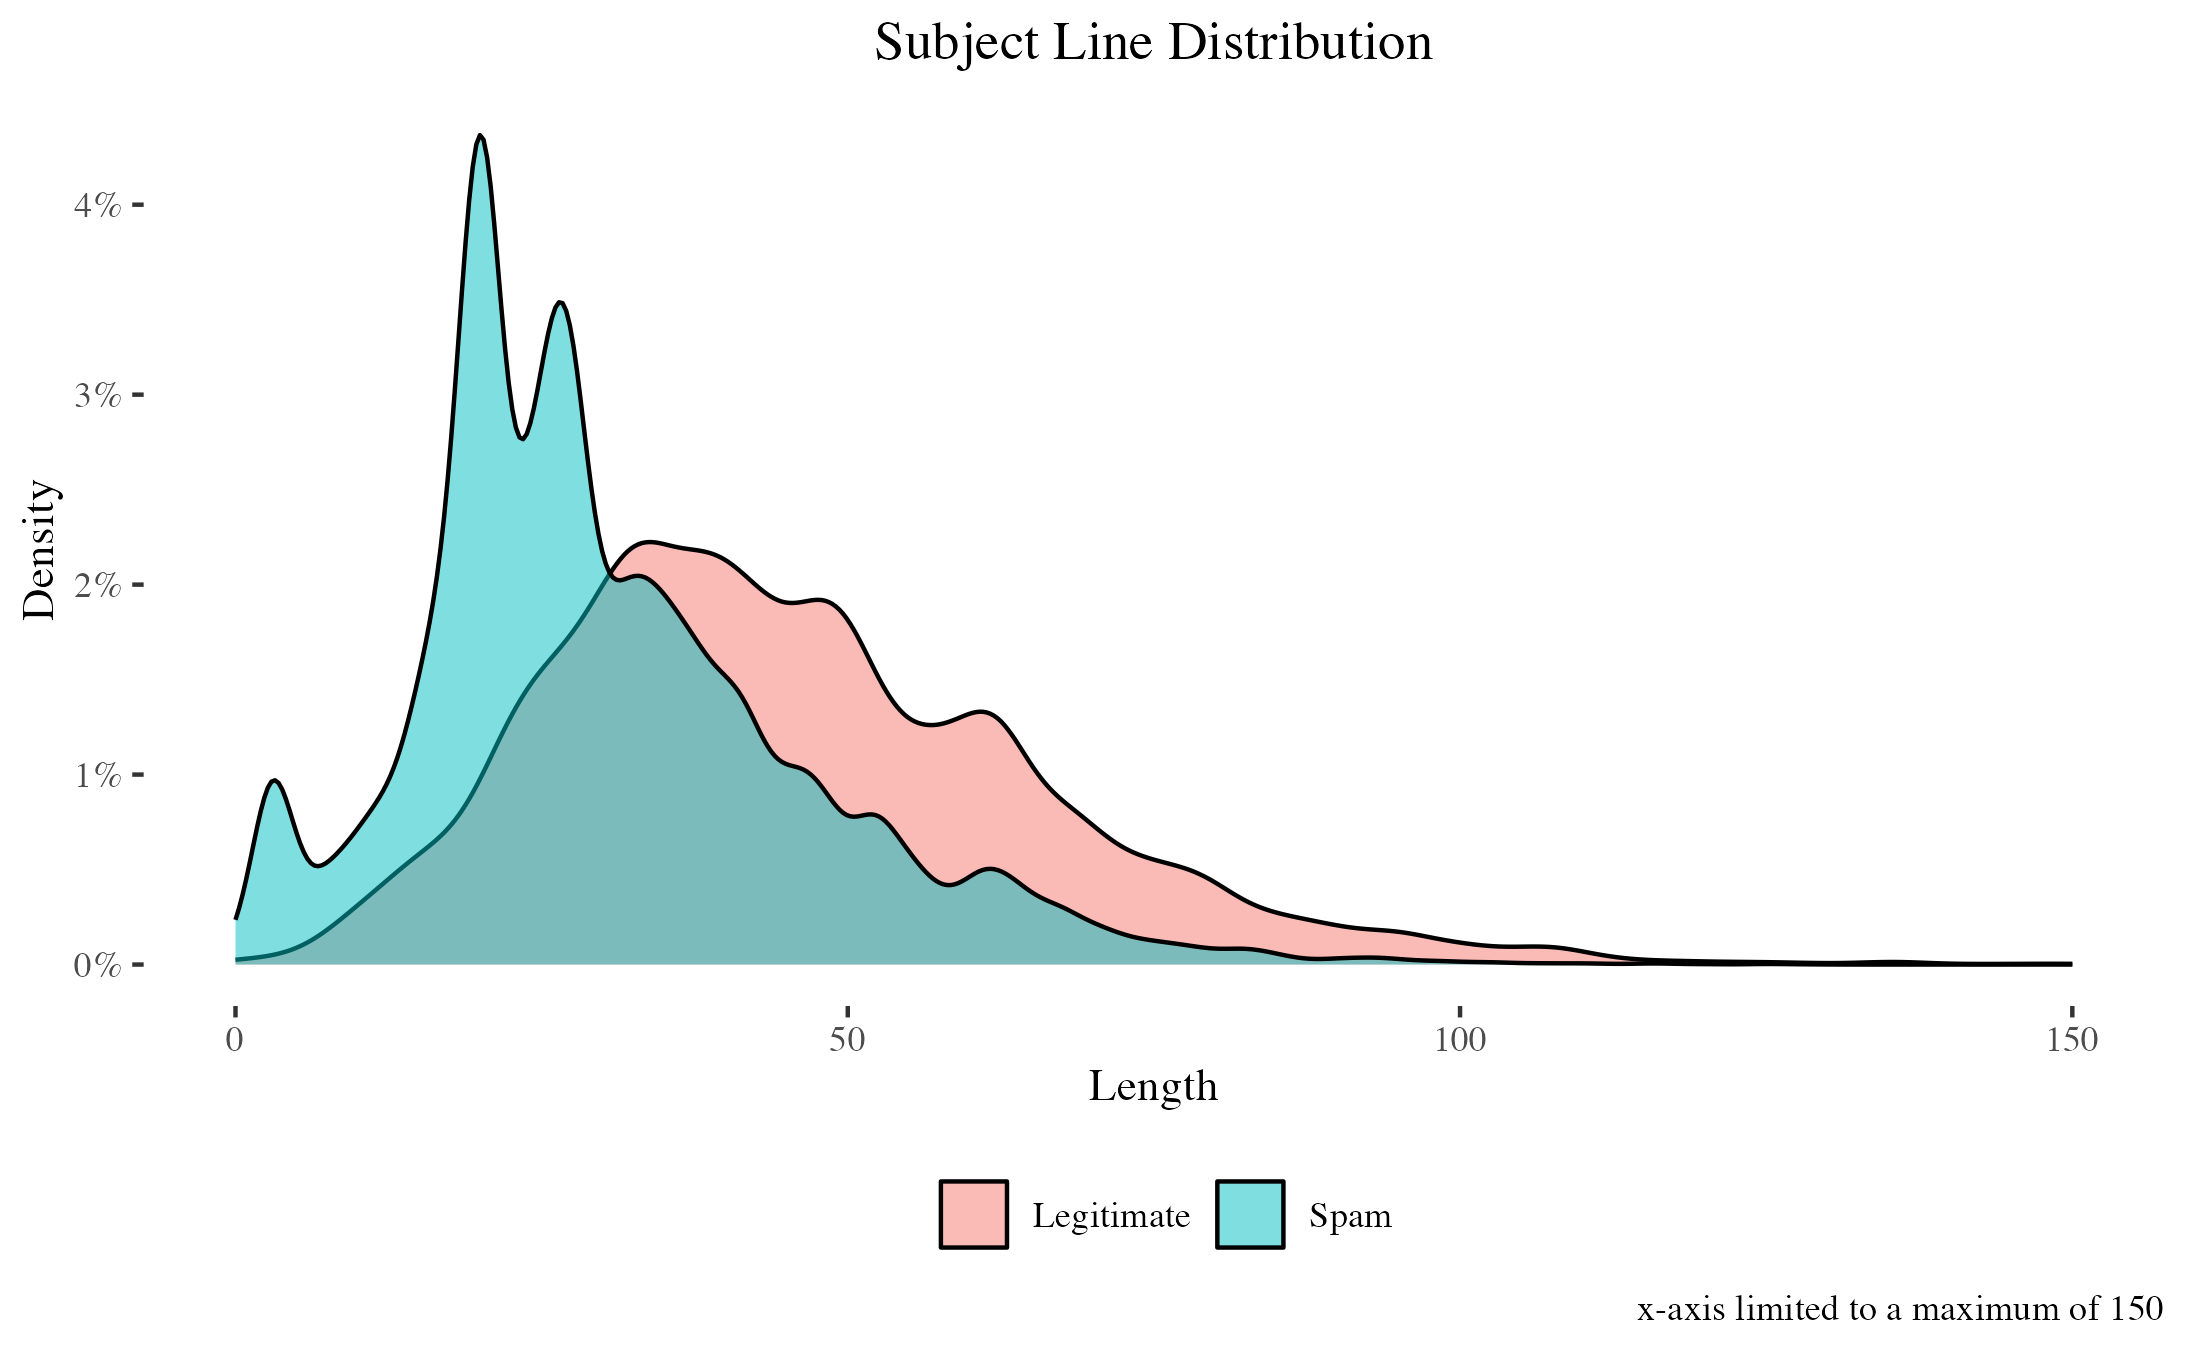 Subject Line Distribution
Density
4%
3%
2%
1%
0%
0 50 100 150
Length
Legitimate Spam
x-axis limited to a maximum of 150